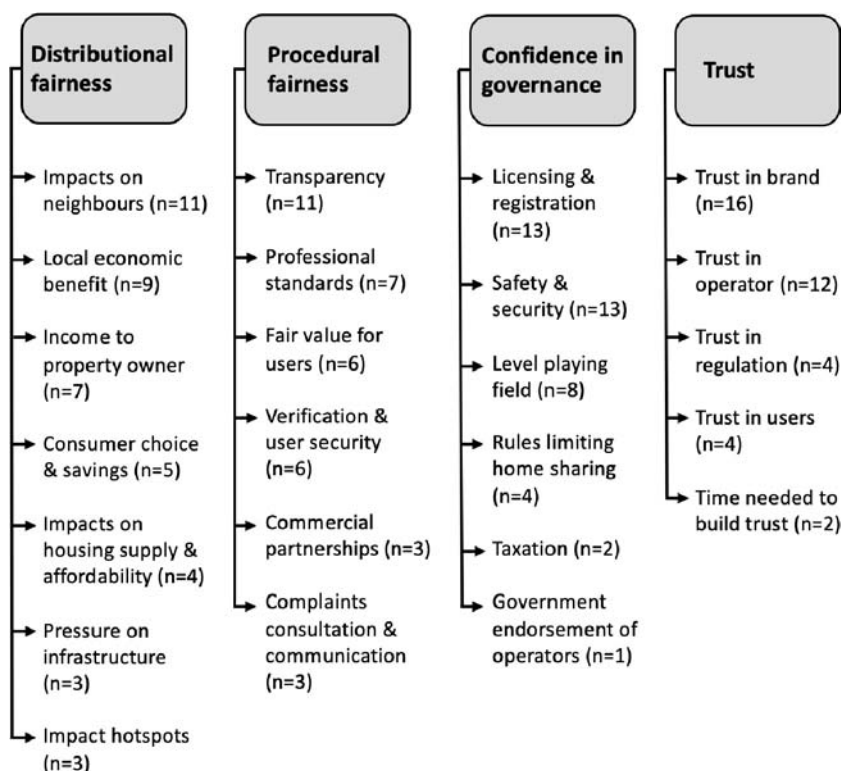 Distributional
fairness
Impacts on
neighbours (n=11)
Local economic
benefit (n=9)
Income to
property owner
(n=7)
Consumer choice
& savings (n=5)
Impacts on
housing supply &
affordability (n=4)
Pressure on
infrastructure
(n=3)
Impact hotspots
(n=3)
Procedural
fairness
Transparency
(n=11)
Professional
standards (n=7)
Fair value for
users (n=6)
Verification &
user security
(n=6)
Commercial
partnerships (n=3)
Complaints
consultation &
communication
(n=3)
Confidence in
governance
Licensing &
registration
(n=13)
Safety &
security (n=13)
Level playing
field (n=8)
Rules limiting
home sharing
(n=4)
Taxation (n=2)
Government
endorsement of
operators (n=1)
Trust
Trust in brand
(n=16)
Trust in
operator (n=12)
Trust in
regulation (n=4)
Trust in users
(n=4)
Time needed to
build trust (n=2)